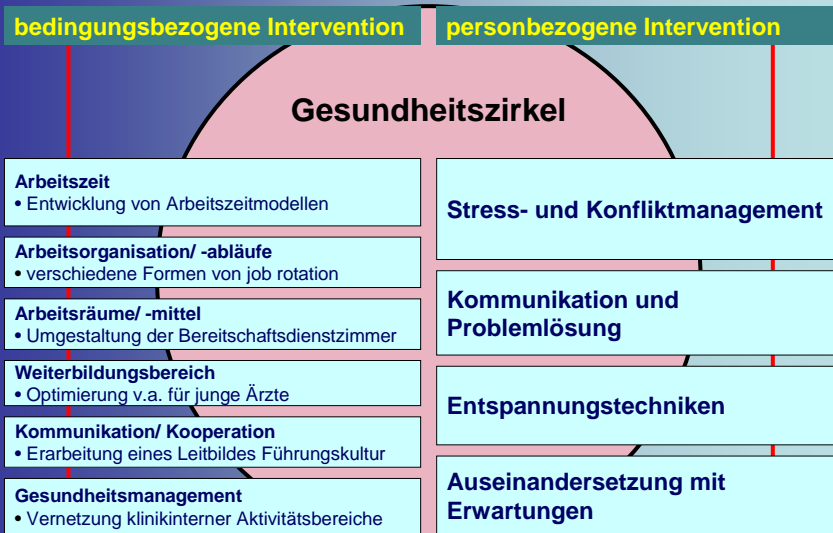 bedingungsbezogene Intervention
personbezogene Intervention
Gesundheitszirkel
Arbeitszeit
• Entwicklung von Arbeitszeitmodellen
Arbeitsorganisation/ -abläufe
• verschiedene Formen von job rotation
Arbeitsräume/ -mittel
• Umgestaltung der Bereitschaftsdienstzimmer
Weiterbildungsbereich
• Optimierung v.a. für junge Ärzte
Kommunikation/ Kooperation
• Erarbeitung eines Leitbildes Führungskultur
Gesundheitsmanagement
• Vernetzung klinikinterner Aktivitätsbereiche
Stress- und Konfliktmanagement
Kommunikation und
Problemlösung
Entspannungstechniken
Auseinandersetzung mit
Erwartungen